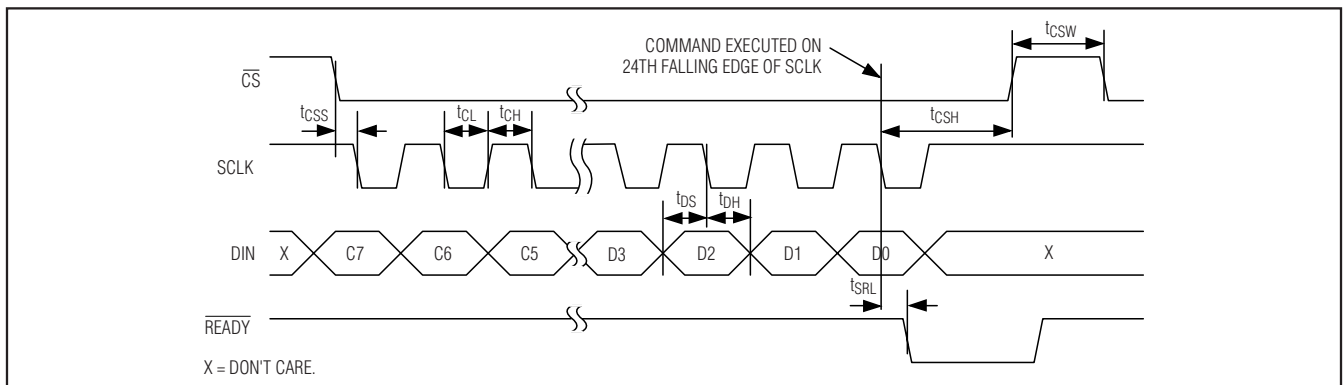 tCSW
COMMAND EXECUTED ON
24TH FALLING EDGE OF SCLK
CS
tCSS
tCL
tCH
tCSH
SCLK
tDS
tDH
DIN
X
C7
C6
C5
D3
D2
D1
D0
X
tSRL
READY
X = DON'T CARE.